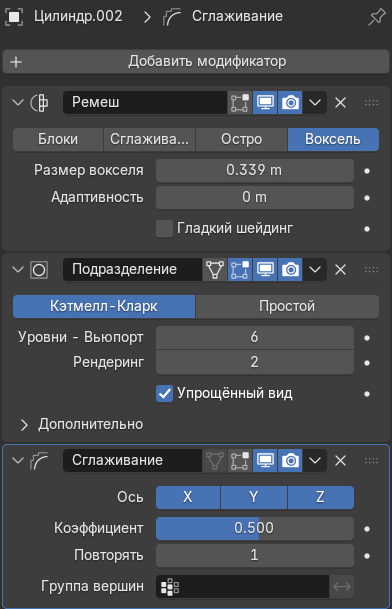 Цилиндр.002 > Сглаживание
+ Добавить модификатор
Ремеш
Блоки Сглажива... Остро Воксель
Размер вокселя 0.339 m
Адаптивность 0 m
Гладкий шейдинг
Подразделение
Кэтмелл-Кларк Простой
Уровни - Вьюпорт 6
Рендеринг 2
Упрощённый вид
Дополнительно
Сглаживание
Ось X Y Z
Коэффициент 0.500
Повторять 1
Группа вершин